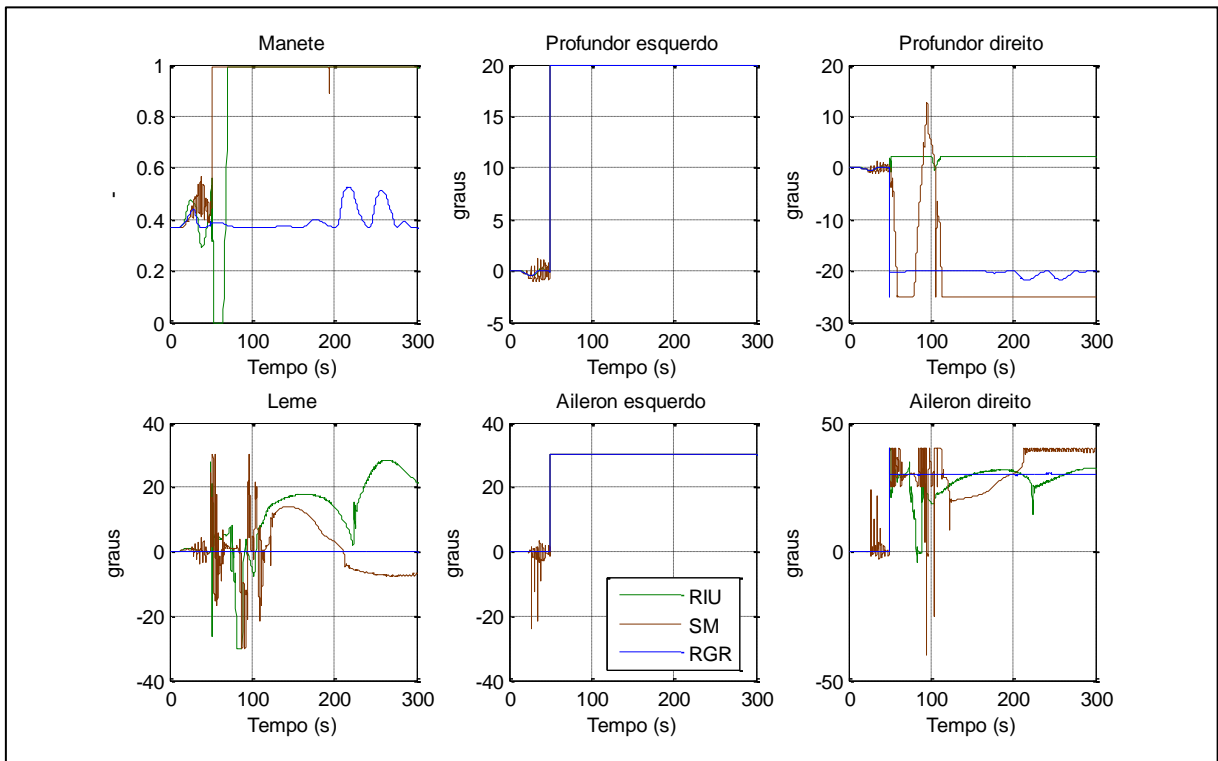 Manete
1
0.8
0.6
0.4
0.2
0
-
0 100 200 300
Tempo (s)
Profundor esquerdo
20
15
10
5
0
-5
graus
0 100 200 300
Tempo (s)
Profundor direito
20
10
0
-10
-20
-30
graus
0 100 200 300
Tempo (s)
Leme
40
20
0
-20
-40
graus
0 100 200 300
Tempo (s)
Aileron esquerdo
40
20
0
-20
-40
graus
RIU
SM
RGR
0 100 200 300
Tempo (s)
Aileron direito
50
0
-50
graus
0 100 200 300
Tempo (s)